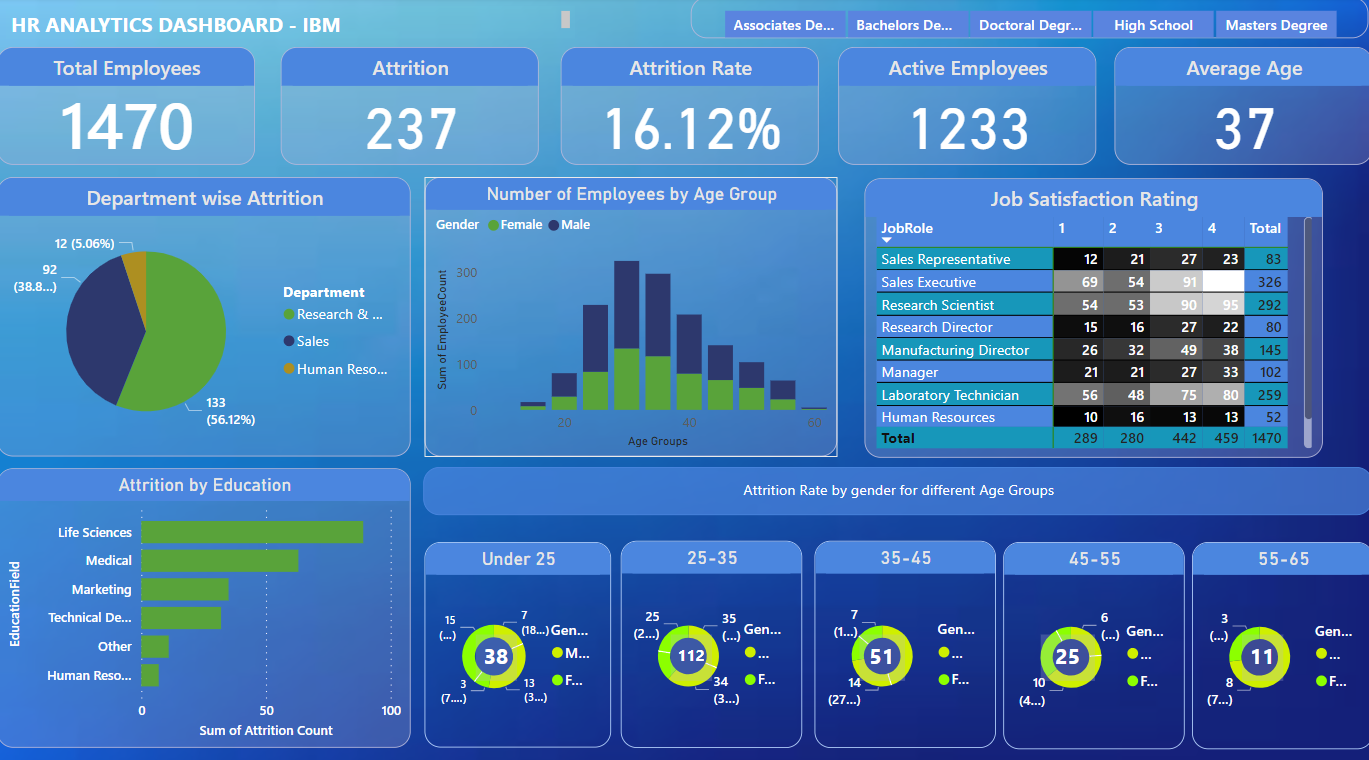 HR ANALYTICS DASHBOARD - IBM
Associates De... Bachelors De... Doctoral Degr... High School Masters Degree
Total Employees
1470
Attrition
237
Attrition Rate
16.12%
Active Employees
1233
Average Age
37
Department wise Attrition
12 (5.06%)
92
(38.8...)
133
(56.12%)
Department
Research & ...
Sales
Human Reso...
Number of Employees by Age Group
Gender Female Male
Sum of EmployeeCount
300
200
100
0
20 40 60
Age Groups
Job Satisfaction Rating
JobRole 1 2 3 4 Total
Sales Representative 12 21 27 23 83
Sales Executive 69 54 91 326
Research Scientist 54 53 90 95 292
Research Director 15 16 27 22 80
Manufacturing Director 26 32 49 38 145
Manager 21 21 27 33 102
Laboratory Technician 56 48 75 80 259
Human Resources 10 16 13 13 52
Total 289 280 442 459 1470
Attrition by Education
EducationField
Life Sciences
Medical
Marketing
Technical De...
Other
Human Reso...
0 50 100
Sum of Attrition Count
Attrition Rate by gender for different Age Groups
Under 25
15
(...)
7
(18...)
38
3
(7....)
13
(3...)
Gen...
M...
F...
25-35
25
(2...)
35
(...)
112
34
(3...)
Gen...
...
F...
35-45
7
(1...)
51
14
(27...)
Gen...
...
F...
45-55
6
(...)
25
10
(4...)
Gen...
...
F...
55-65
3
(...)
11
8
(7...)
Gen...
...
F...